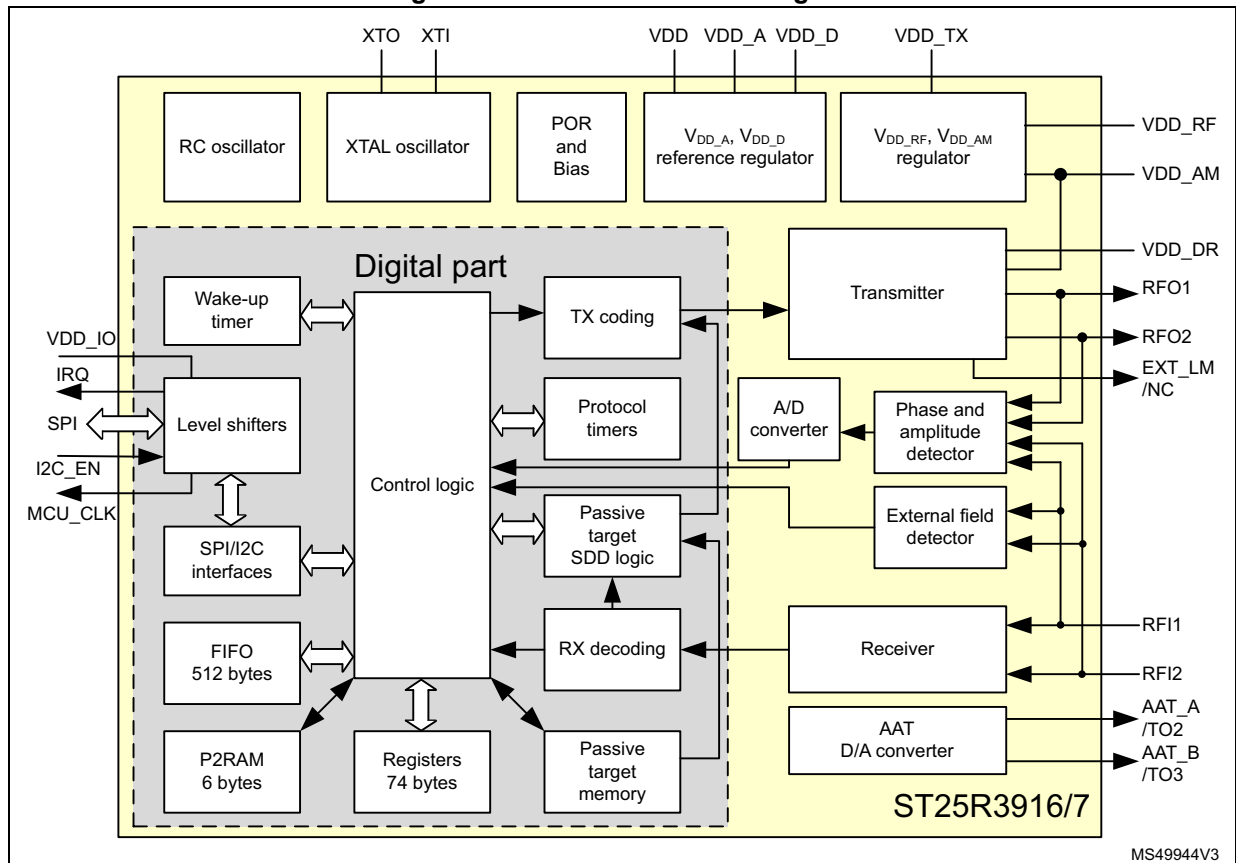 XTO XTI VDD VDD_A VDD_D VDD_TX
RC oscillator
XTAL oscillator
POR
and
Bias
VDD_A, VDD_D
reference regulator
VDD_RF, VDD_AM
regulator
VDD_RF
VDD_AM
VDD_DR
RFO1
RFO2
EXT_LM
/NC
Digital part
Wake-up
timer
TX coding
Transmitter
VDD_IO
IRQ
SPI
I2C_EN
MCU_CLK
Level shifters
Control logic
Protocol
timers
A/D
converter
Phase and
amplitude
detector
SPI/I2C
interfaces
Passive
target
SDD logic
External field
detector
FIFO
512 bytes
RX decoding
Receiver
RFI1
RFI2
P2RAM
6 bytes
Registers
74 bytes
Passive
target
memory
AAT
D/A converter
AAT_A
/TO2
AAT_B
/TO3
ST25R3916/7
MS49944V3